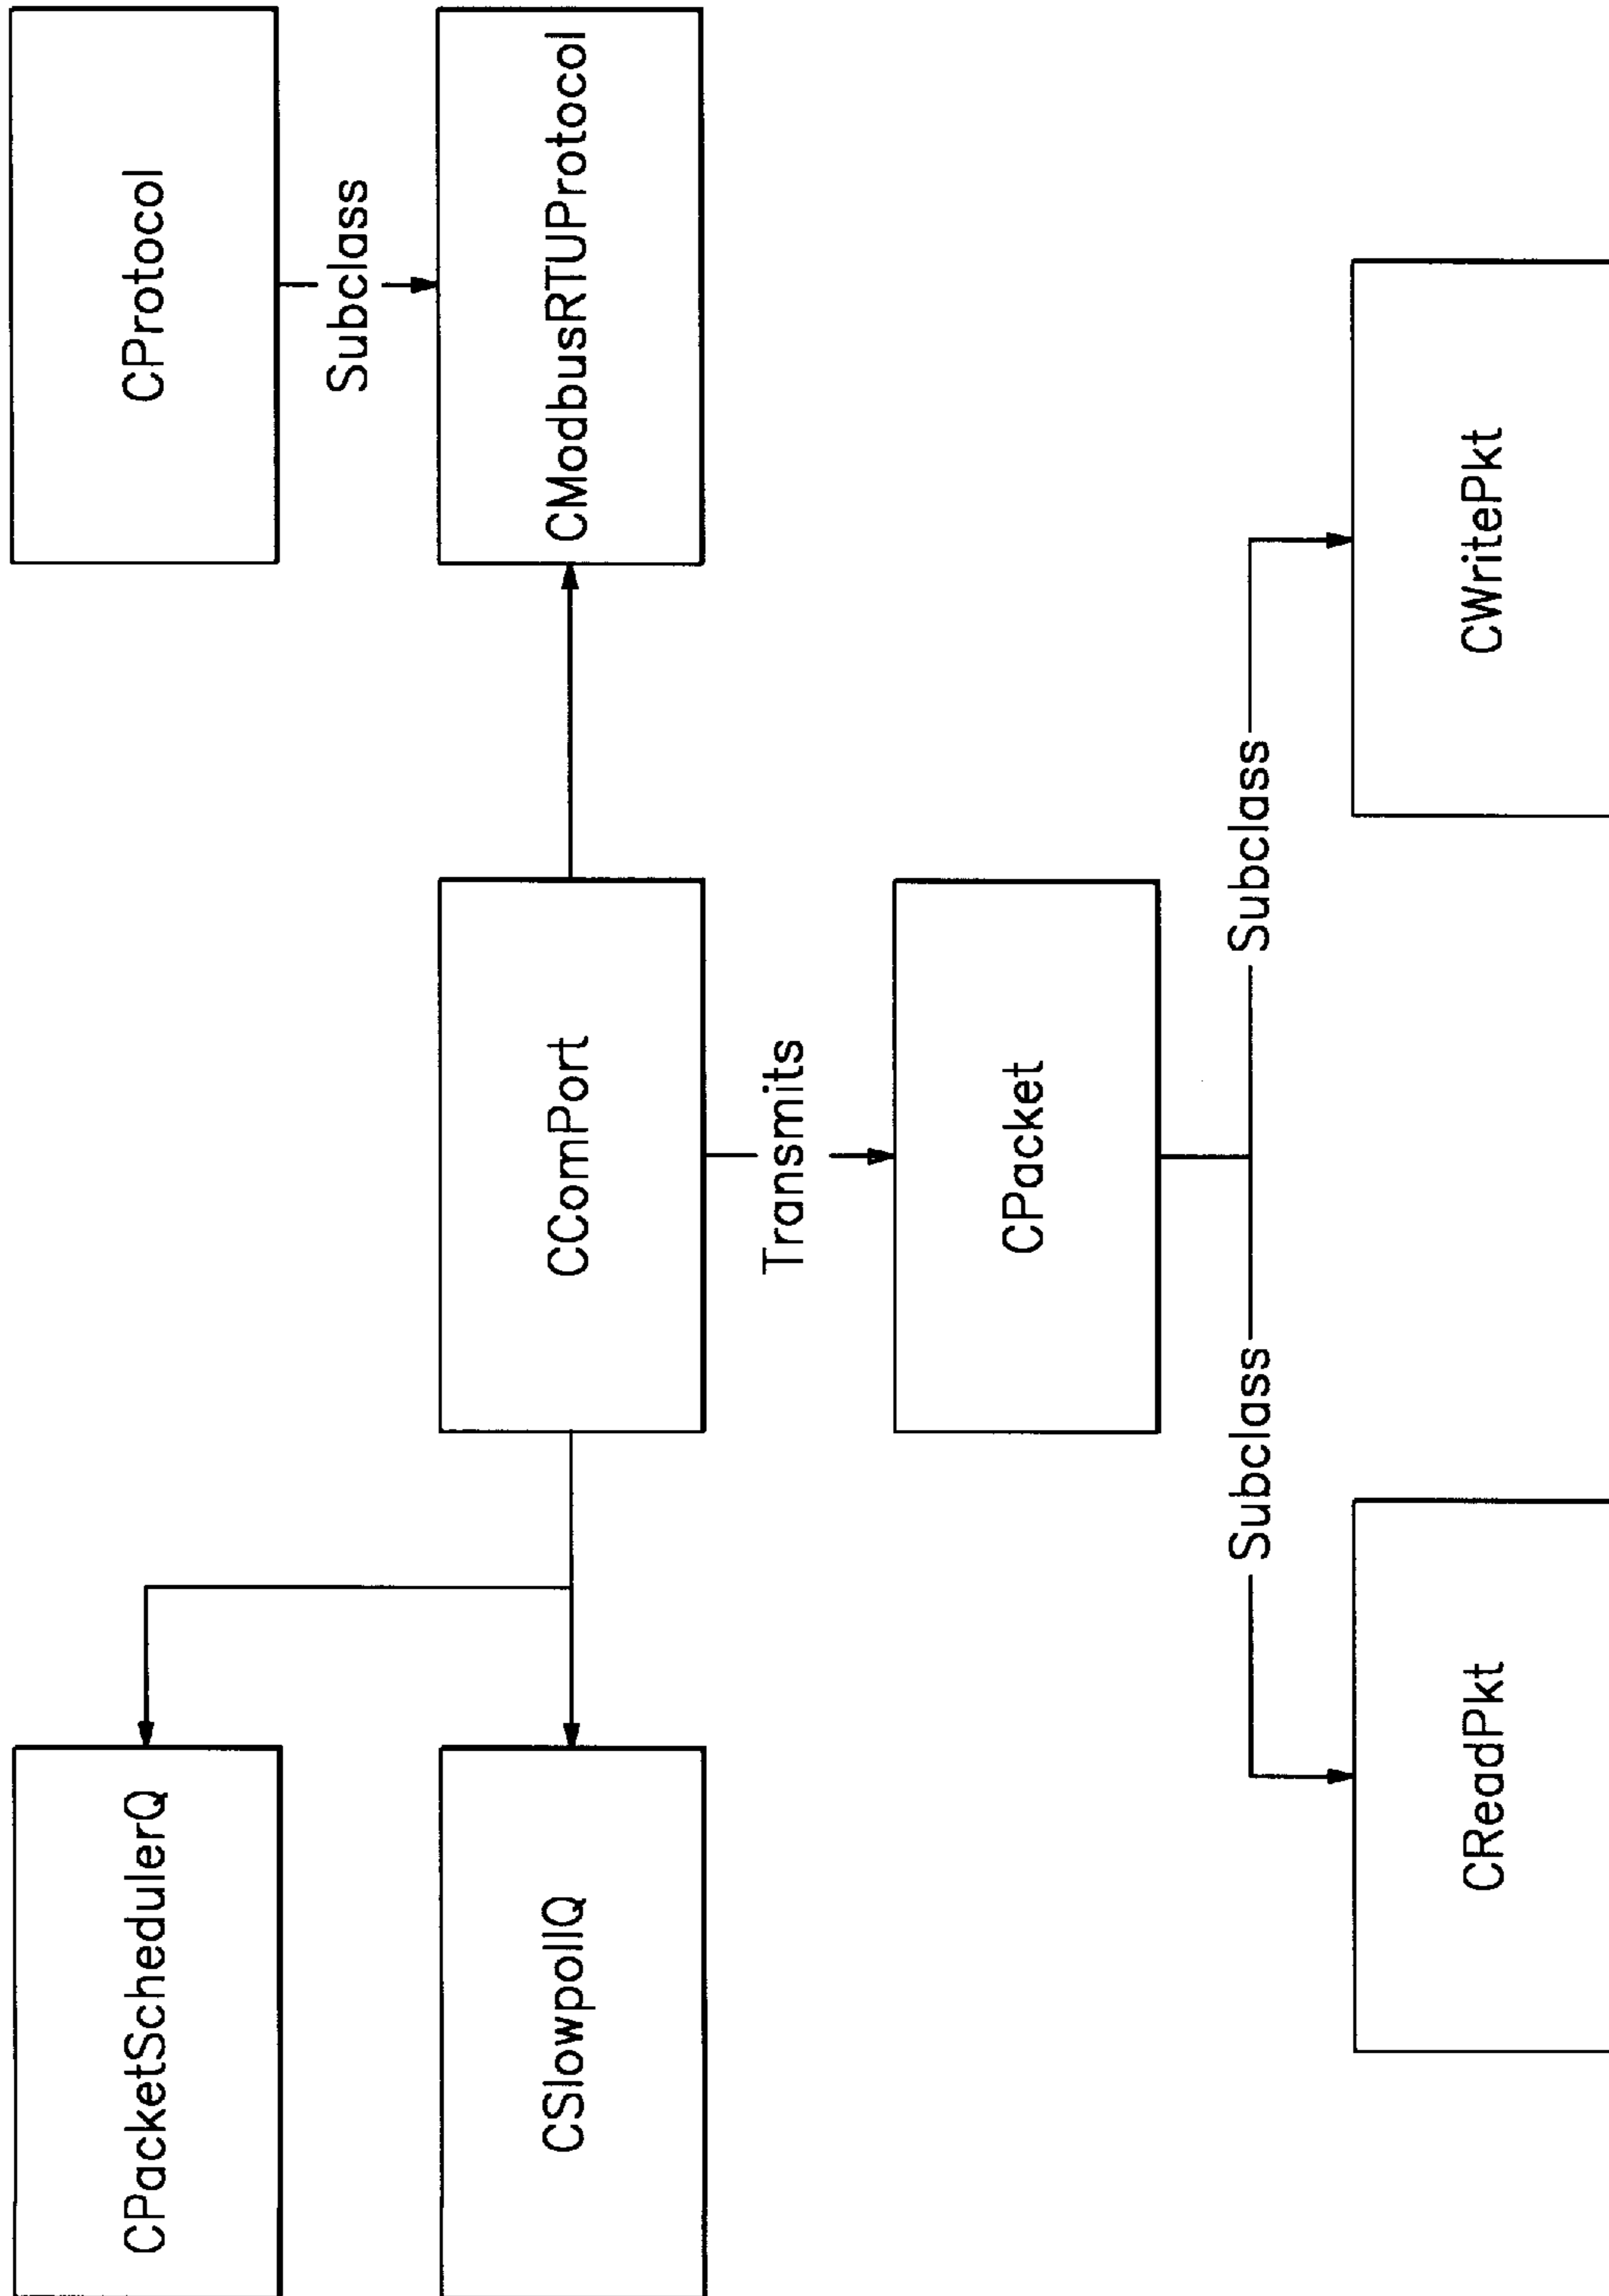 CPacketSchedulerQ
CProtocol
Subclass
CSlowpollQ
CComPort
CModbusRTUProtocol
Transmits
CPacket
Subclass
Subclass
CReadPkt
CWritePkt